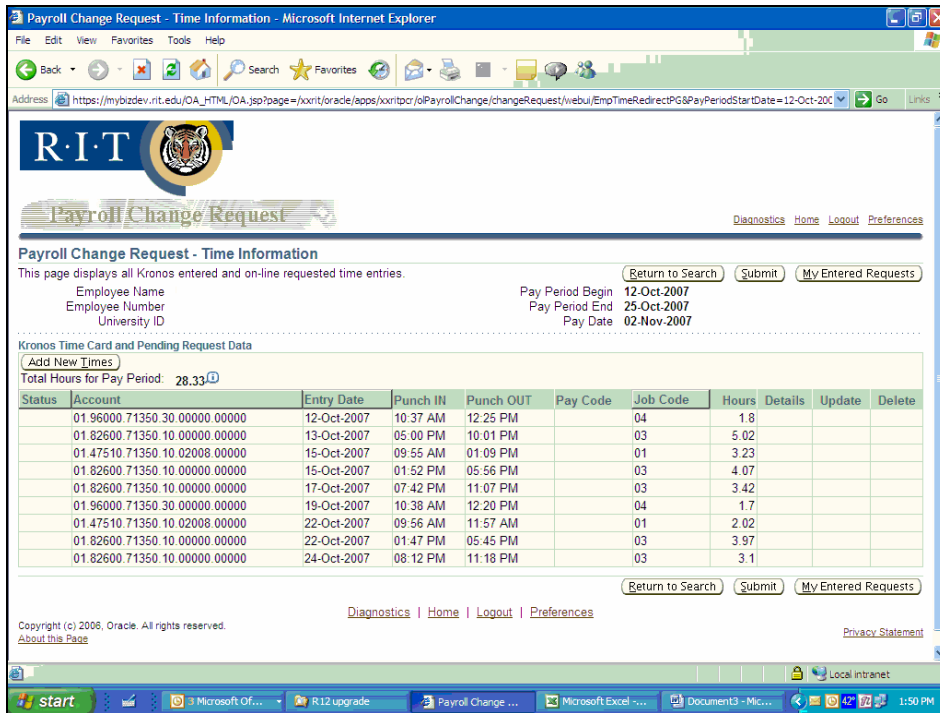 Payroll Change Request - Time Information - Microsoft Internet Explorer
File Edit View Favorites Tools Help
Back Search Favorites
Address https://mybizdev.rit.edu/OA_HTML/OA.jsp?page=/xxrit/oracle/apps/xxritpcr/olPayrollChange/changeRequest/webui/EmpTimeRedirectPG&PayPeriodStartDate=12-Oct-200 Go Links
R·I·T
Payroll Change Request
Diagnostics Home Logout Preferences
Payroll Change Request - Time Information
This page displays all Kronos entered and on-line requested time entries. Return to Search Submit My Entered Requests
Employee Name Pay Period Begin 12-Oct-2007
Employee Number Pay Period End 25-Oct-2007
University ID Pay Date 02-Nov-2007
Kronos Time Card and Pending Request Data
Add New Times
Total Hours for Pay Period: 28.33
Status Account Entry Date Punch IN Punch OUT Pay Code Job Code Hours Details Update Delete
01.96000.71350.30.00000.00000 12-Oct-2007 10:37 AM 12:25 PM 04 1.8
01.82600.71350.10.00000.00000 13-Oct-2007 05:00 PM 10:01 PM 03 5.02
01.47510.71350.10.02008.00000 15-Oct-2007 09:55 AM 01:09 PM 01 3.23
01.82600.71350.10.00000.00000 15-Oct-2007 01:52 PM 05:56 PM 03 4.07
01.82600.71350.10.00000.00000 17-Oct-2007 07:42 PM 11:07 PM 03 3.42
01.96000.71350.30.00000.00000 19-Oct-2007 10:38 AM 12:20 PM 04 1.7
01.47510.71350.10.02008.00000 22-Oct-2007 09:56 AM 11:57 AM 01 2.02
01.82600.71350.10.00000.00000 22-Oct-2007 01:47 PM 05:45 PM 03 3.97
01.82600.71350.10.00000.00000 24-Oct-2007 08:12 PM 11:18 PM 03 3.1
Return to Search Submit My Entered Requests
Diagnostics | Home | Logout | Preferences
Copyright (c) 2006, Oracle. All rights reserved.
About this Page Privacy Statement
Local intranet
start 3 Microsoft Of... R12 upgrade Payroll Change ... Microsoft Excel -... Document3 - Mic... 42° 1:50 PM